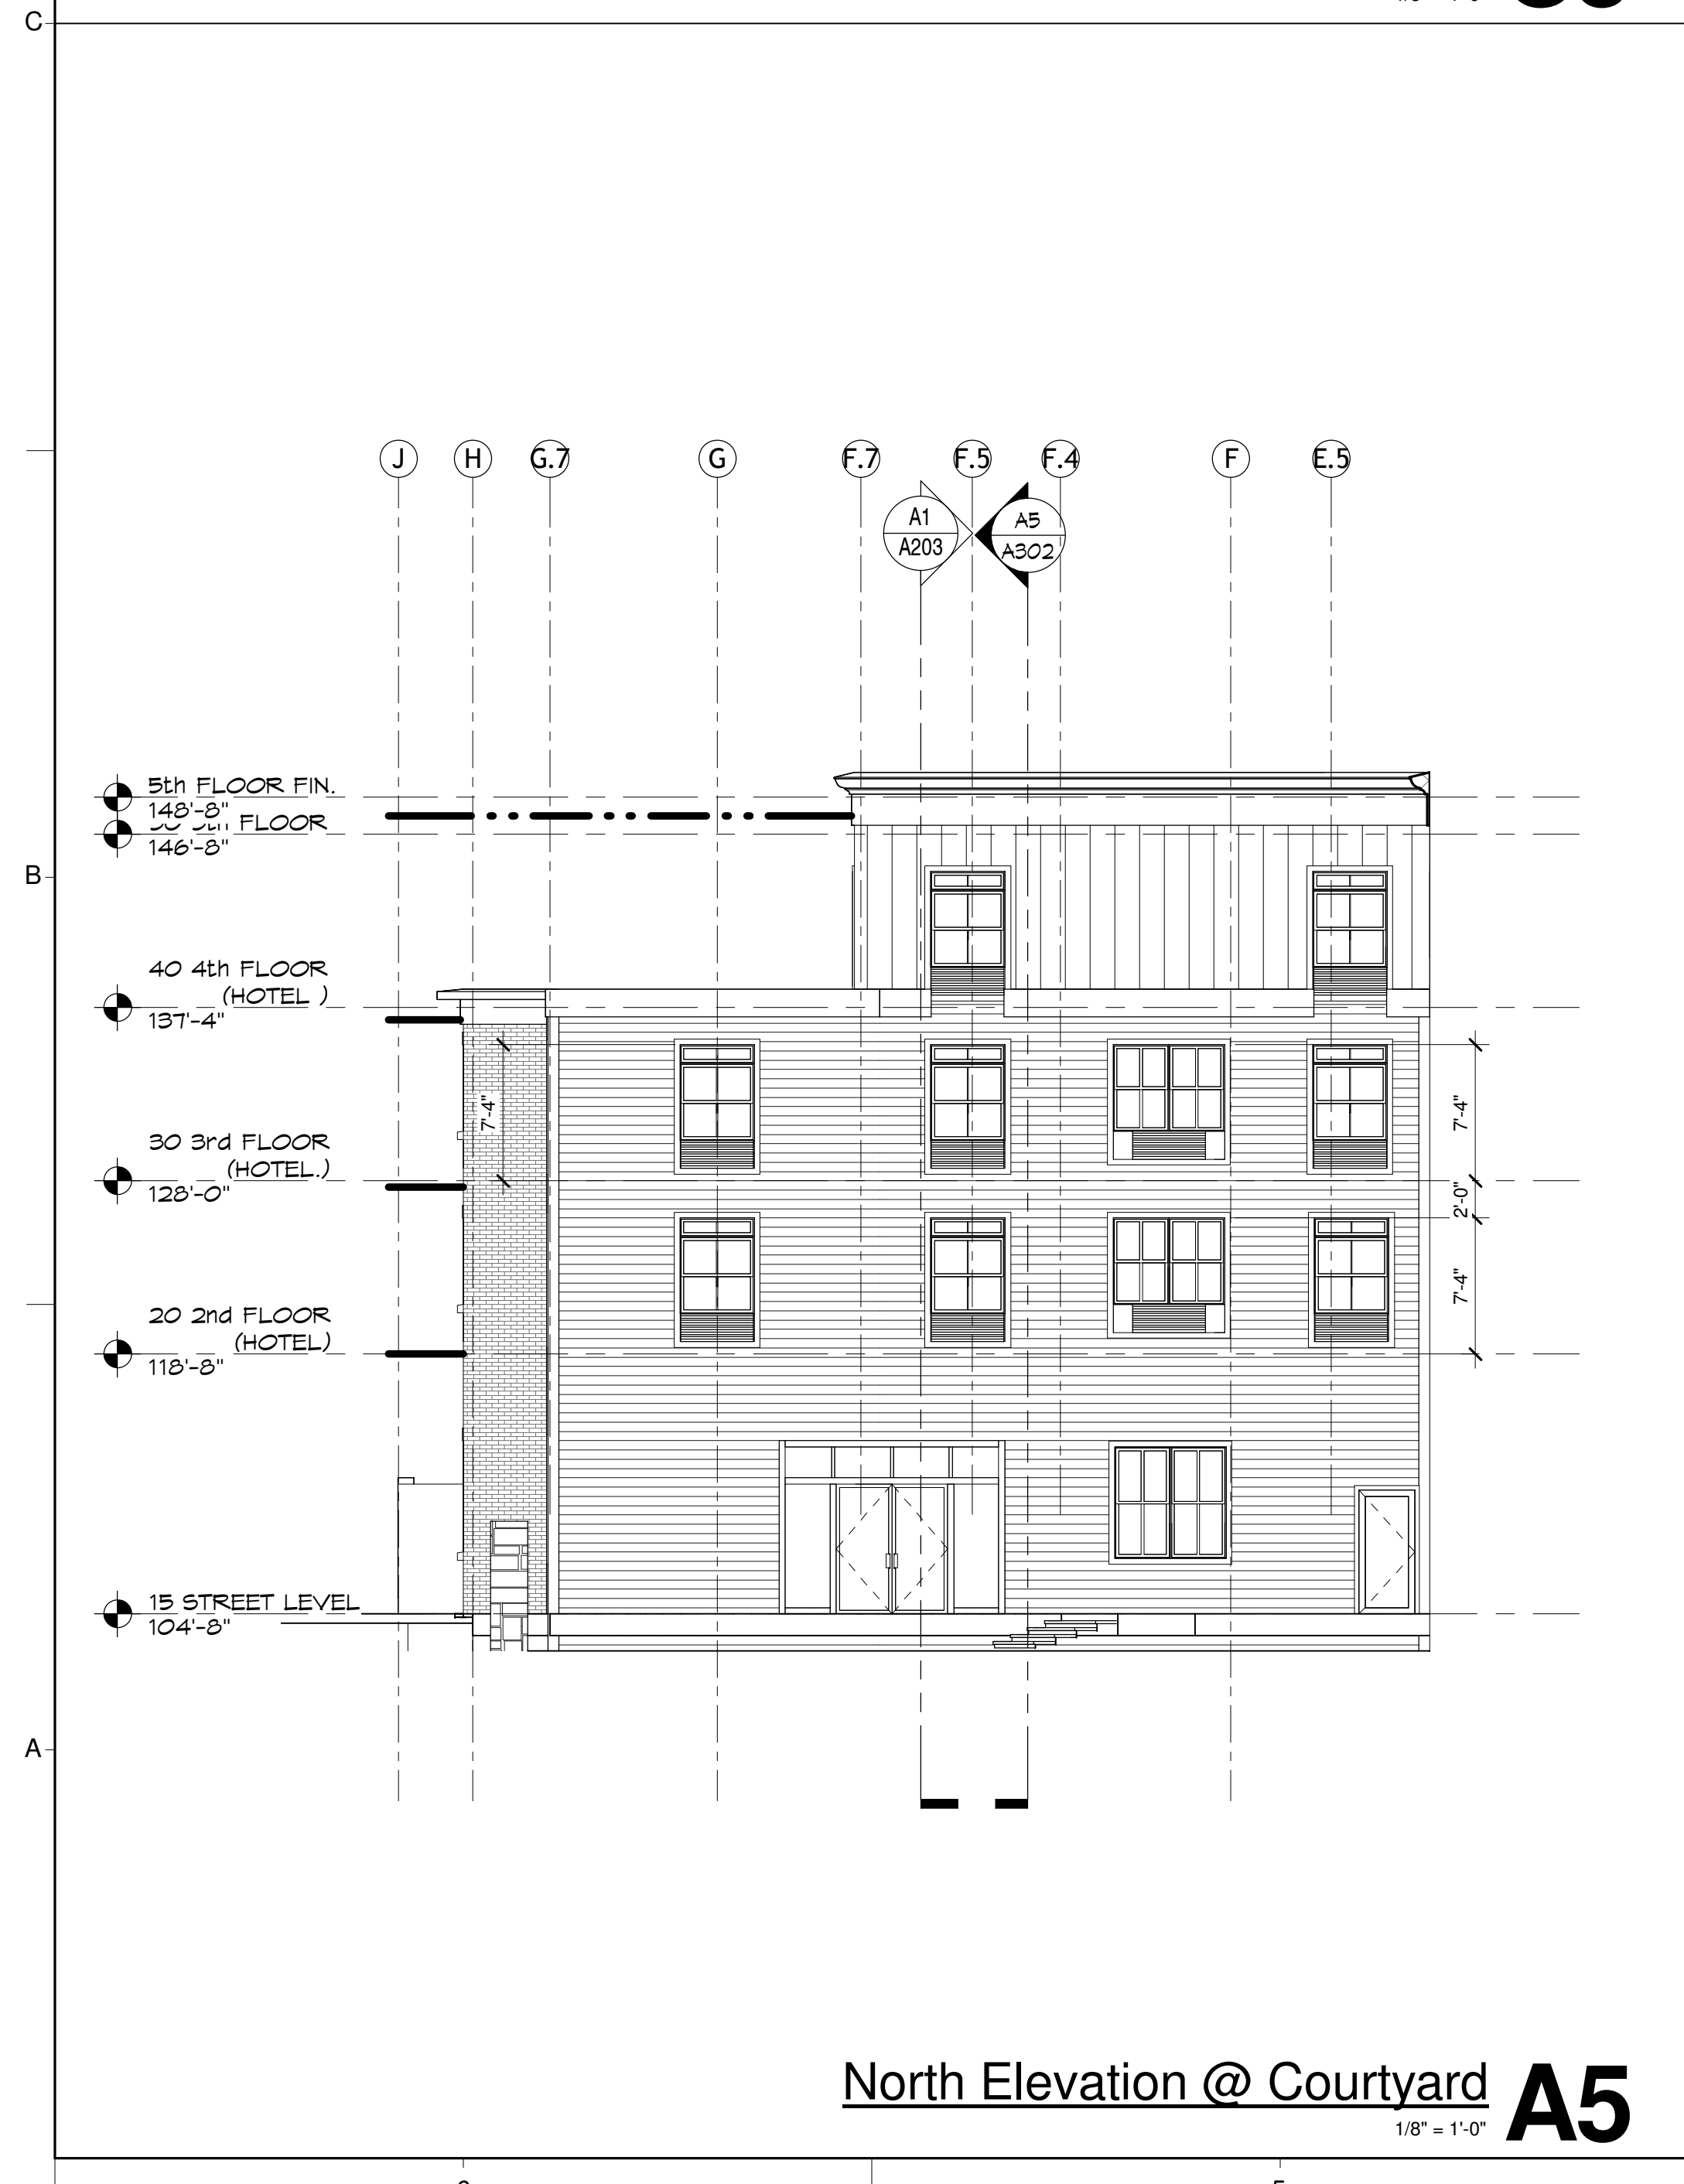 C
J H G.7 G F.7 F.5 F.4 F E.5
A1
A203
A5
A302
5th FLOOR FIN.
148'-8"
FLOOR
146'-8"
B
40 4th FLOOR
(HOTEL )
137'-4"
7'-4"
7'-4"
30 3rd FLOOR
(HOTEL.)
128'-0"
2'-0"
7'-4"
20 2nd FLOOR
(HOTEL)
118'-8"
15 STREET LEVEL
104'-8"
A
North Elevation @ Courtyard A5
1/8" = 1'-0"